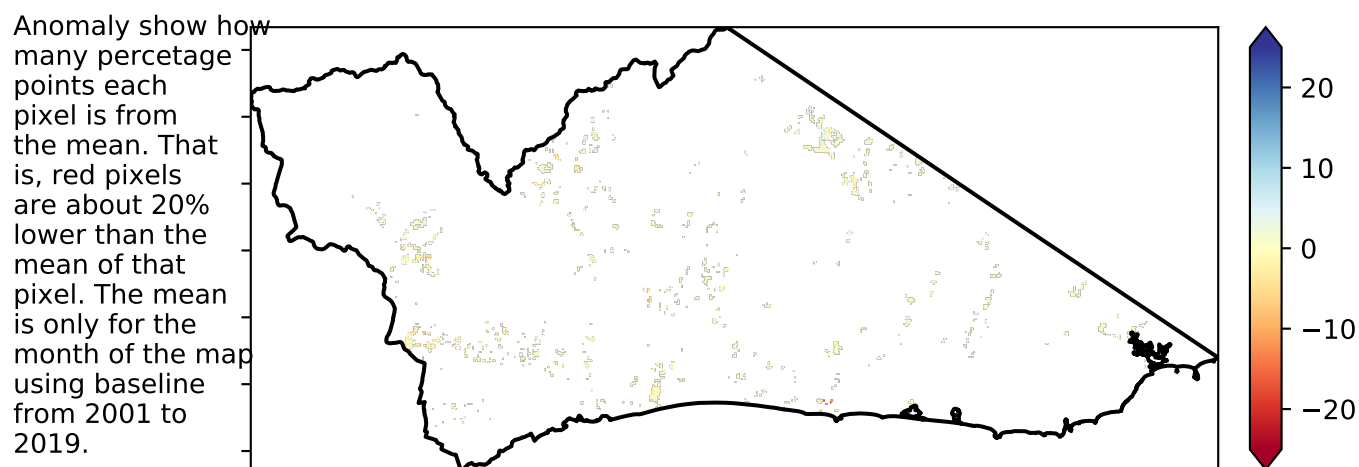 Anomaly show how
many percetage
points each
pixel is from
the mean. That
is, red pixels
are about 20%
lower than the
mean of that
pixel. The mean
is only for the
month of the map
using baseline
from 2001 to
2019.
20
10
0
−10
−20